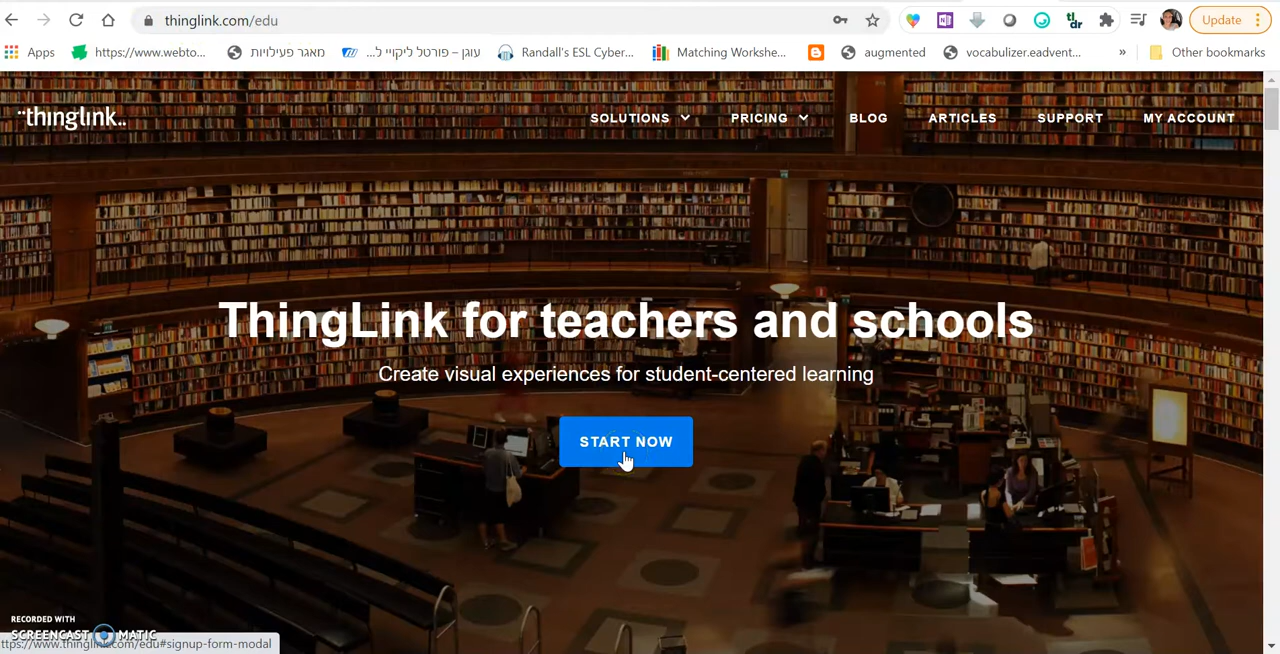 thinglink.com/edu
Update
Apps
https://www.webto...
מאגר פעילויות
עוגן – פורטל ליקויי ל...
Randall's ESL Cyber...
Matching Workshe...
augmented
vocabulizer.eadvent...
»
Other bookmarks
thinglink..
SOLUTIONS
PRICING
BLOG
ARTICLES
SUPPORT
MY ACCOUNT
ThingLink for teachers and schools
Create visual experiences for student-centered learning
START NOW
RECORDED WITH
SCREENCAST MATIC
ttps://www.thinglink.com/edu#signup-form-modal